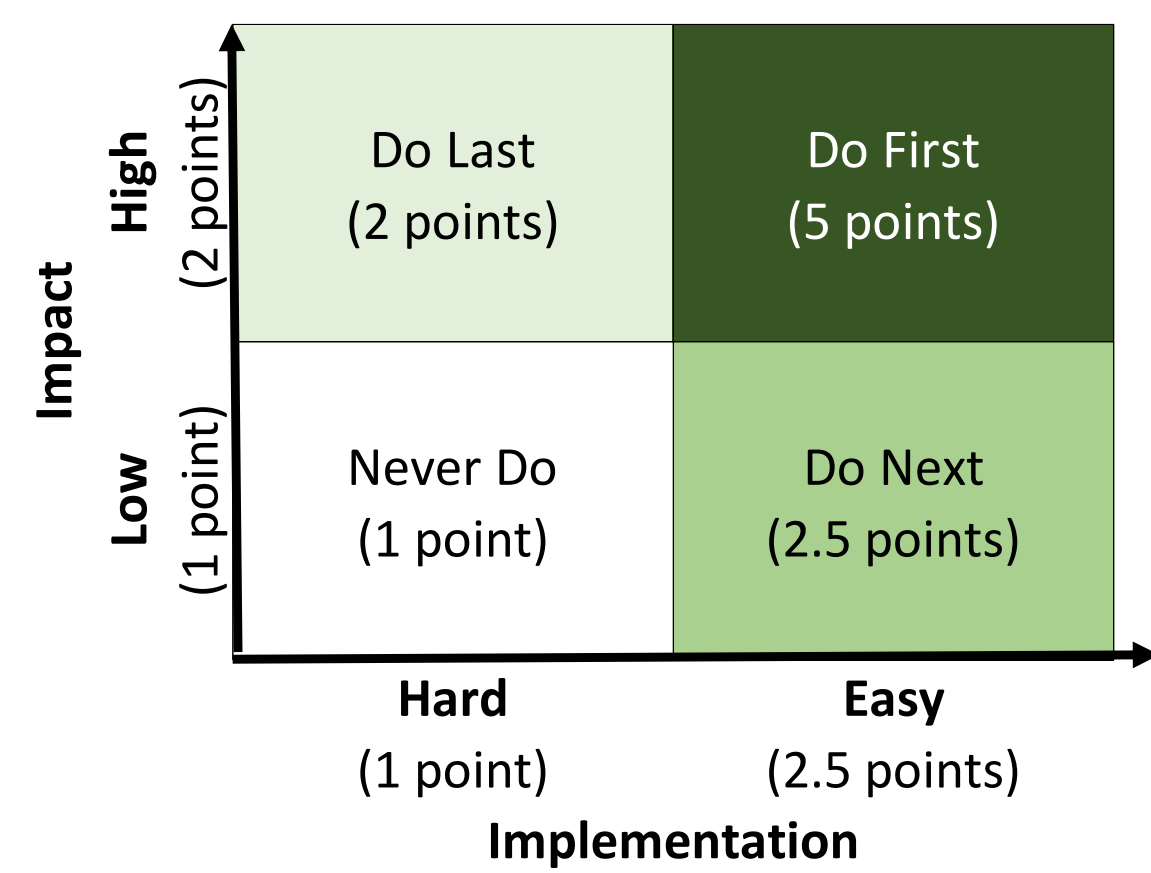 Impact
High
(2 points)
Low
(1 point)
Do Last
(2 points)
Do First
(5 points)
Never Do
(1 point)
Do Next
(2.5 points)
Hard
(1 point)
Easy
(2.5 points)
Implementation